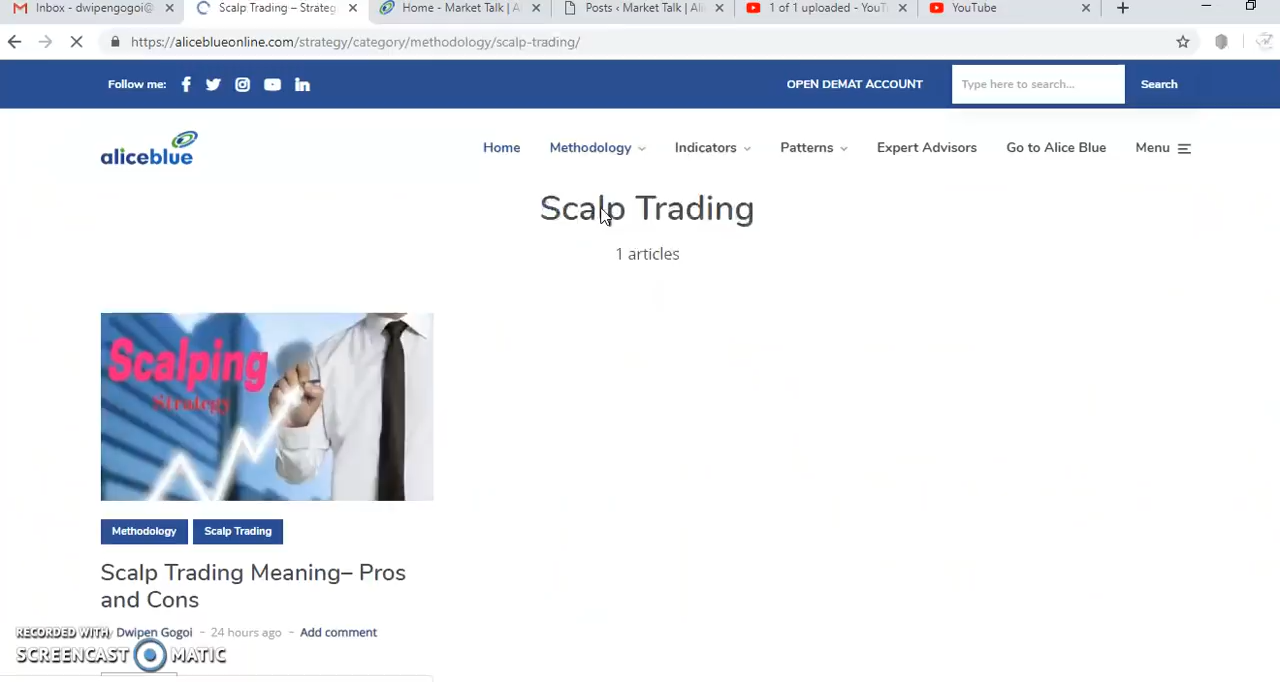 Inbox - dwipengogoi@
Scalp Trading – Strateg
Home - Market Talk | A
Posts ‹ Market Talk | Ali
1 of 1 uploaded - YouT
YouTube
https://aliceblueonline.com/strategy/category/methodology/scalp-trading/
Follow me:
OPEN DEMAT ACCOUNT
Type here to search...
Search
aliceblue
Home
Methodology
Indicators
Patterns
Expert Advisors
Go to Alice Blue
Menu
Scalp Trading
1 articles
Scalping
Strategy
Methodology
Scalp Trading
Scalp Trading Meaning– Pros
and Cons
Dwipen Gogoi - 24 hours ago - Add comment
RECORDED WITH
SCREENCAST MATIC